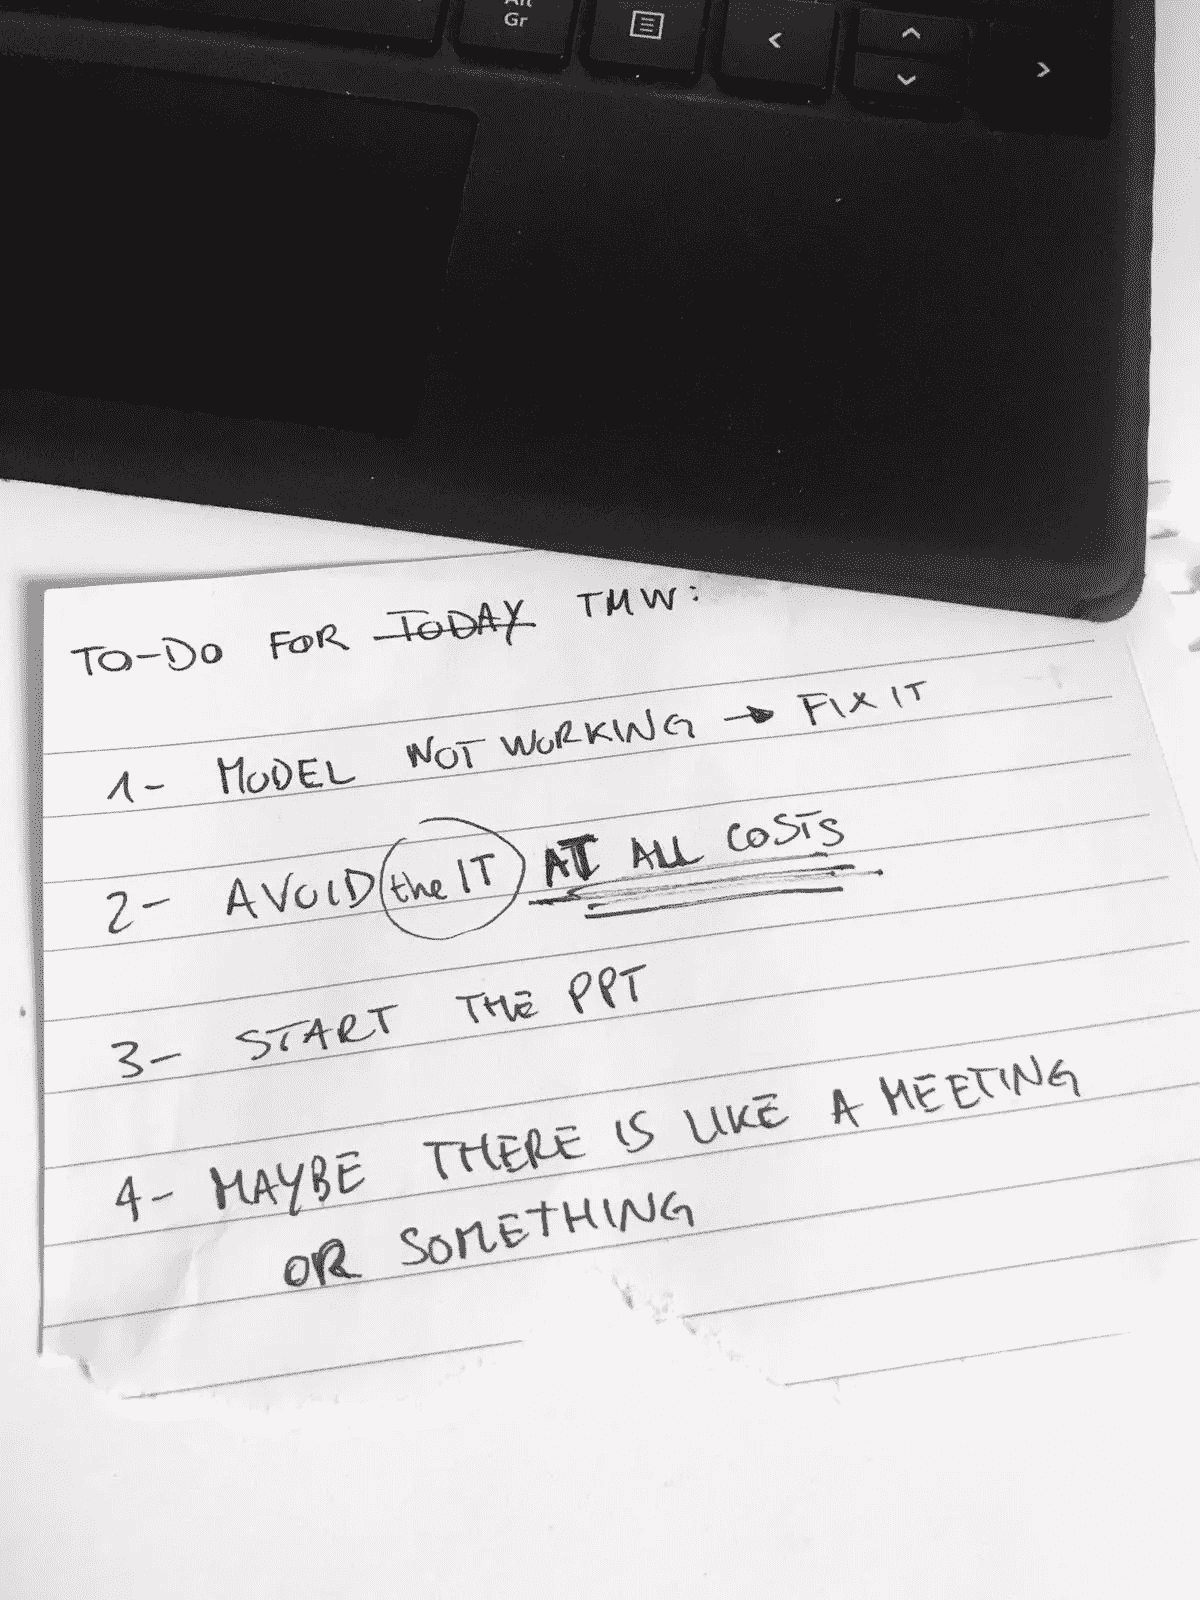 Alt
Gr
TO-DO FOR TODAY TMW:
1- MODEL NOT WORKING → FIX IT
2- AVOID the IT AT ALL COSTS
3- START THE PPT
4- MAYBE THERE IS LIKE A MEETING
OR SOMETHING